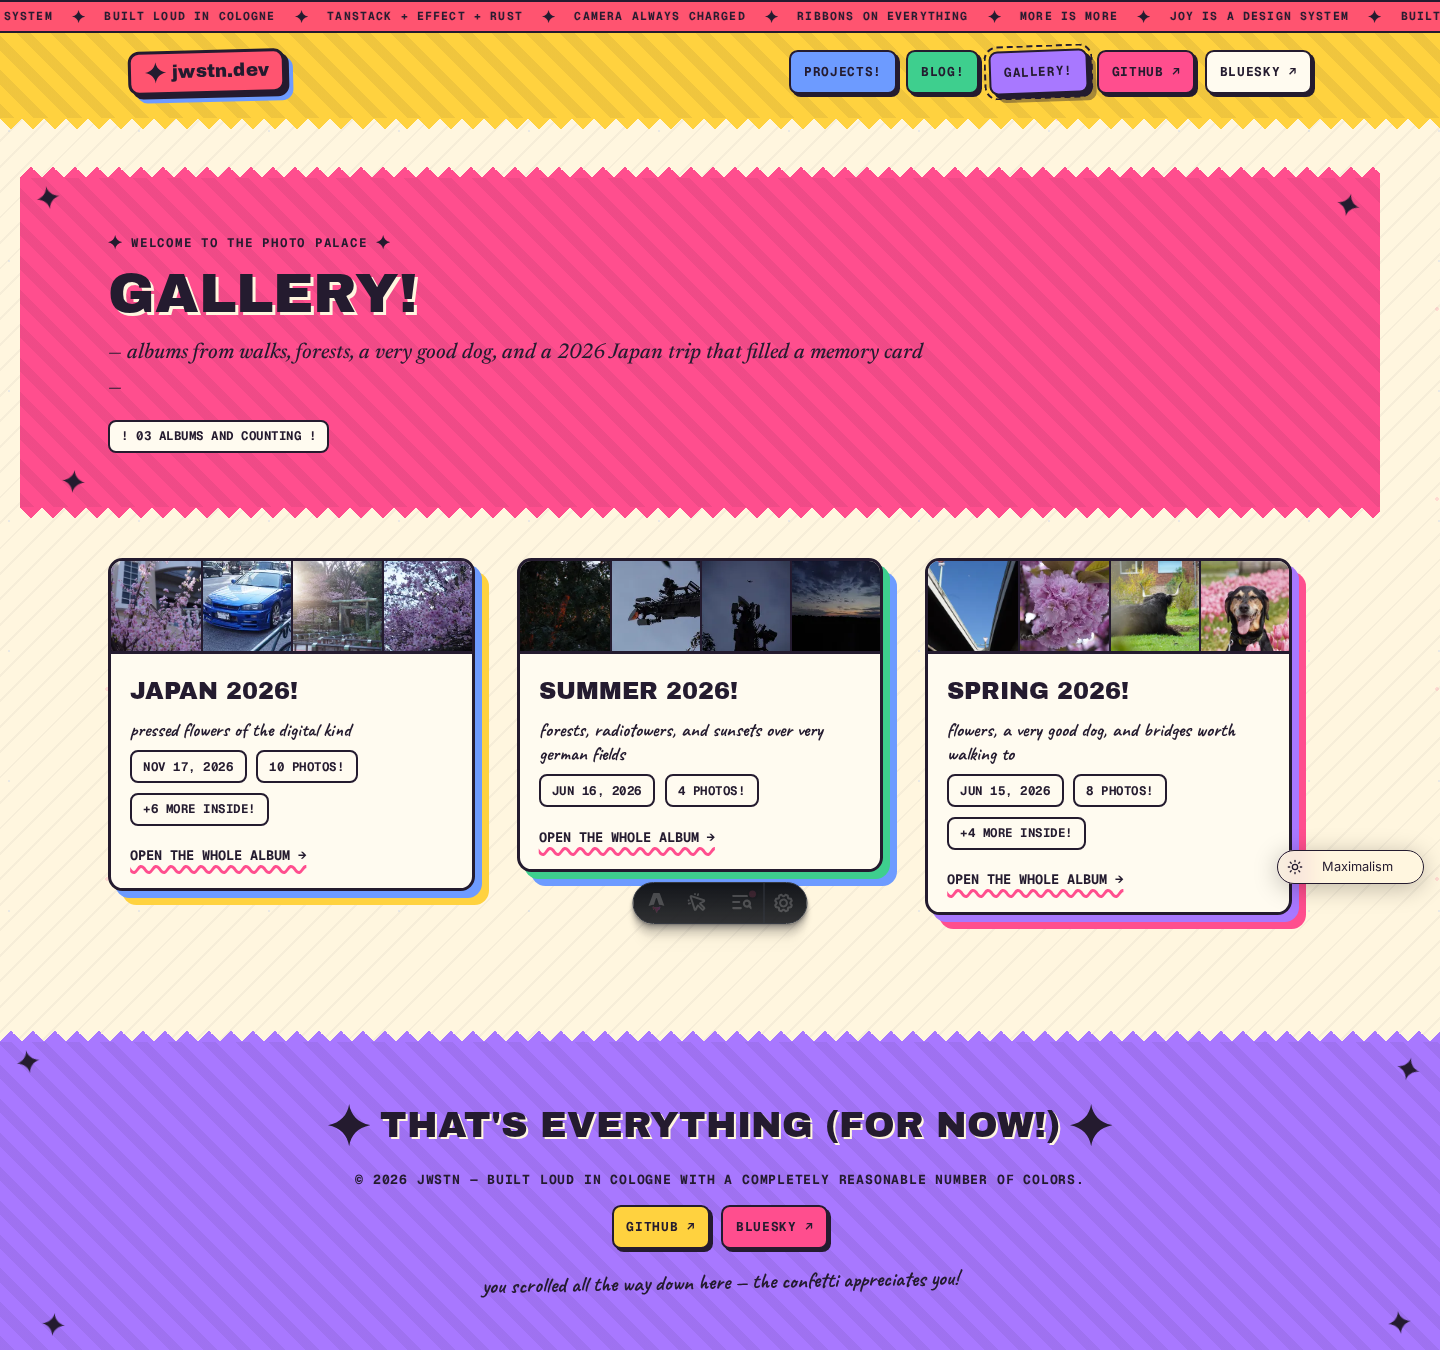 SYSTEM ✦ BUILT LOUD IN COLOGNE ✦ TANSTACK + EFFECT + RUST ✦ CAMERA ALWAYS CHARGED ✦ RIBBONS ON EVERYTHING ✦ MORE IS MORE ✦ JOY IS A DESIGN SYSTEM ✦ BUILT
✦ jwstn.dev
PROJECTS!
BLOG!
GALLERY!
GITHUB ↗
BLUESKY ↗
✦ WELCOME TO THE PHOTO PALACE ✦
GALLERY!
— albums from walks, forests, a very good dog, and a 2026 Japan trip that filled a memory card
—
! 03 ALBUMS AND COUNTING !
JAPAN 2026!
pressed flowers of the digital kind
NOV 17, 2026
10 PHOTOS!
+6 MORE INSIDE!
OPEN THE WHOLE ALBUM →
SUMMER 2026!
forests, radiotowers, and sunsets over very
german fields
JUN 16, 2026
4 PHOTOS!
OPEN THE WHOLE ALBUM →
SPRING 2026!
flowers, a very good dog, and bridges worth
walking to
JUN 15, 2026
8 PHOTOS!
+4 MORE INSIDE!
OPEN THE WHOLE ALBUM →
Maximalism
✦ THAT'S EVERYTHING (FOR NOW!) ✦
© 2026 JWSTN — BUILT LOUD IN COLOGNE WITH A COMPLETELY REASONABLE NUMBER OF COLORS.
GITHUB ↗
BLUESKY ↗
you scrolled all the way down here — the confetti appreciates you!